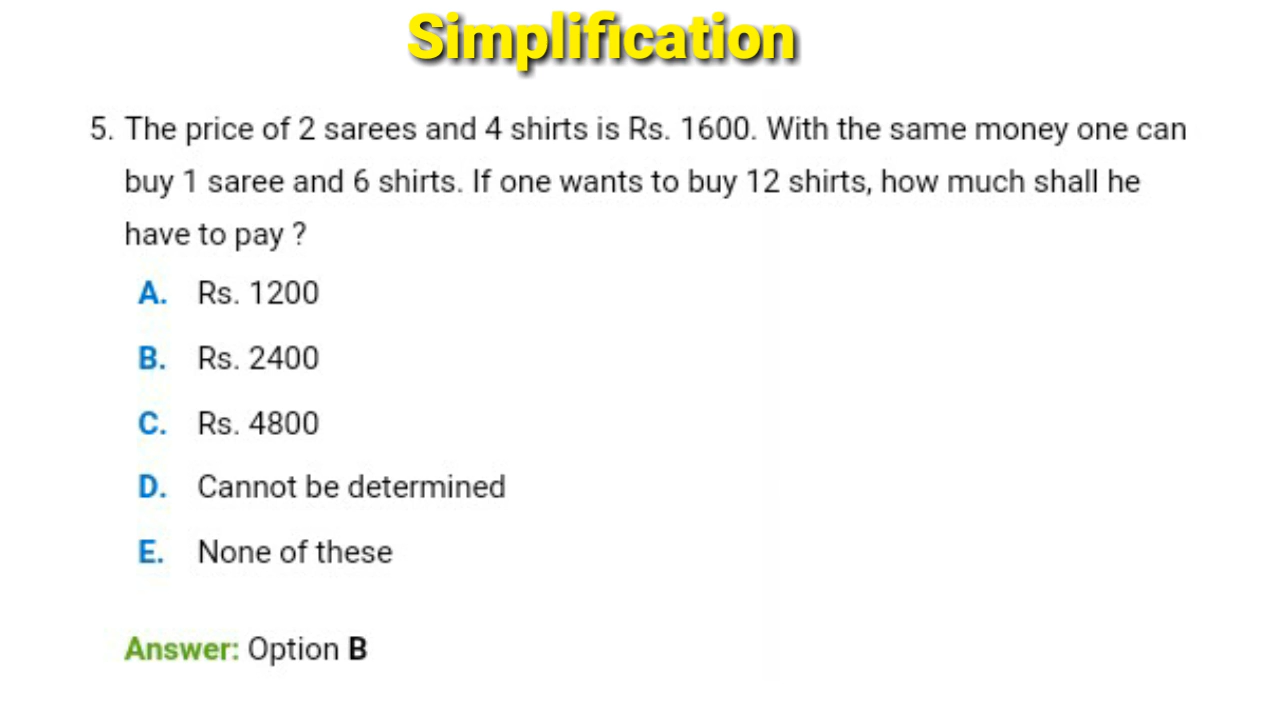 Simplification
5. The price of 2 sarees and 4 shirts is Rs. 1600. With the same money one can
buy 1 saree and 6 shirts. If one wants to buy 12 shirts, how much shall he
have to pay ?
A. Rs. 1200
B. Rs. 2400
C. Rs. 4800
D. Cannot be determined
E. None of these
Answer: Option B